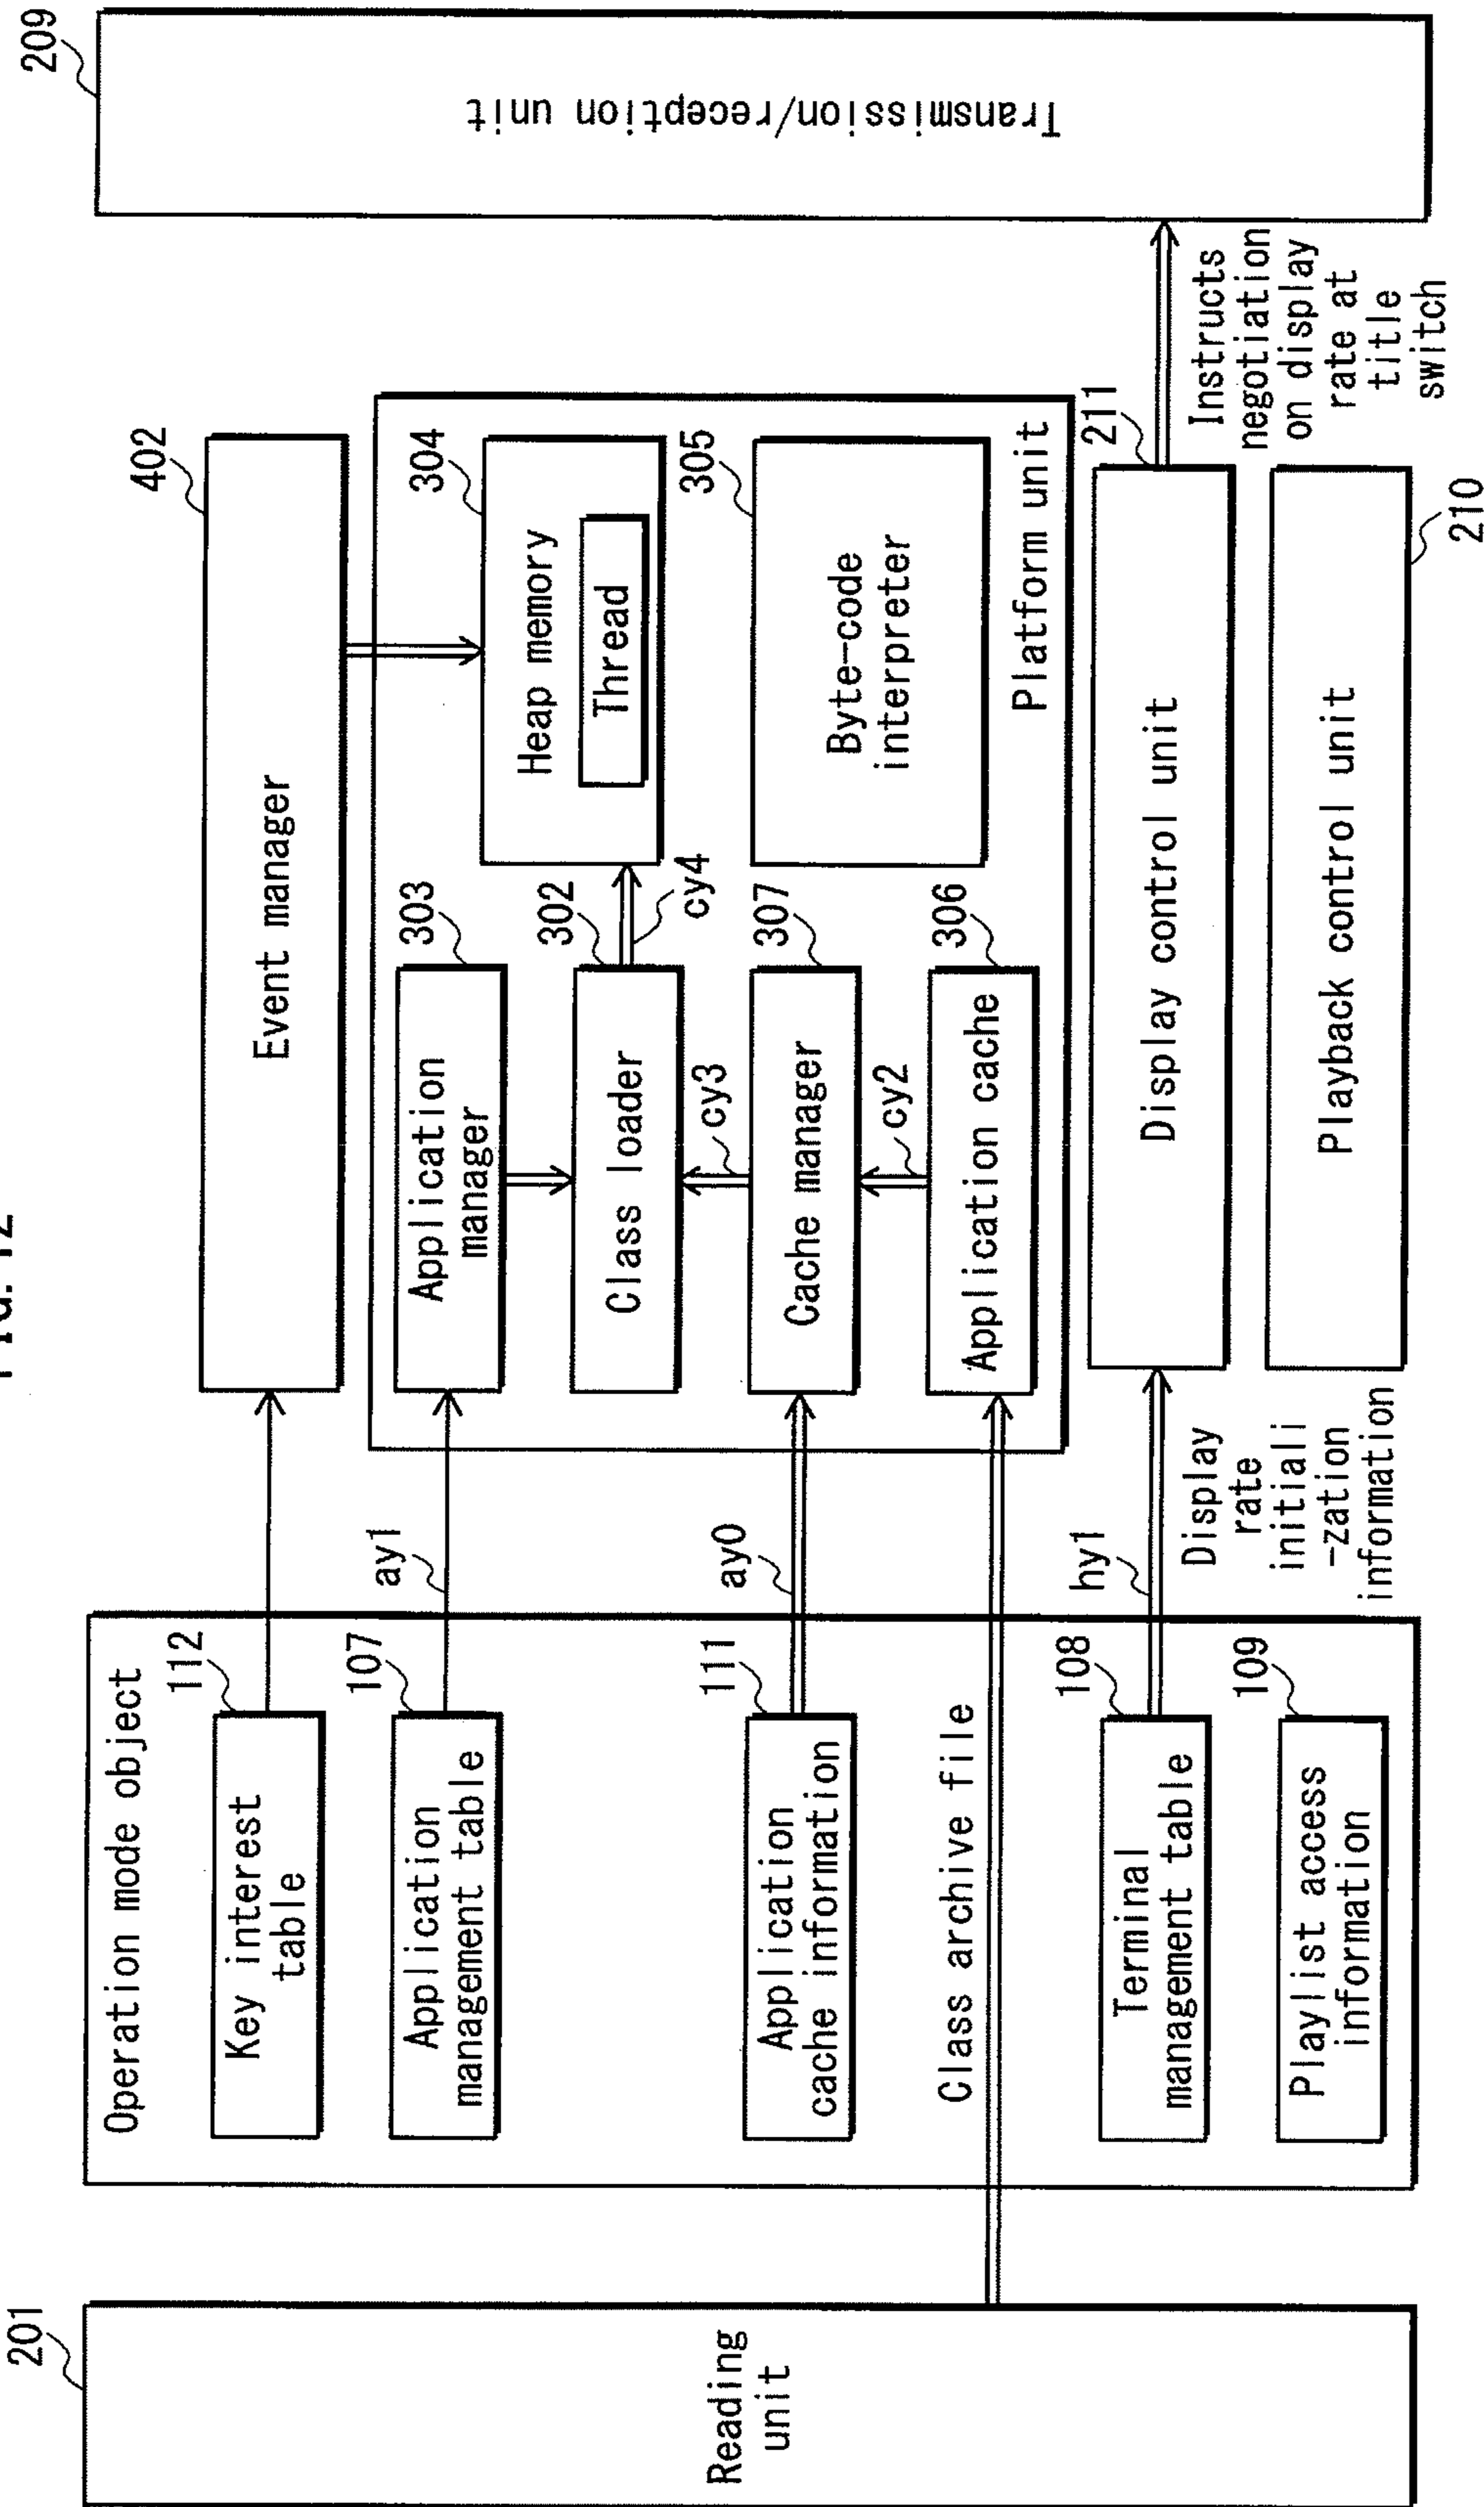 FIG. 12
201
Reading
unit
Operation mode object
112
Key interest
table
107
Application
management table
111
Application
cache information
Class archive file
108
Terminal
management table
109
Playlist access
information
ay1
ay0
hy1
Display
rate
initiali
-zation
information
402
Event manager
303
Application
manager
302
Class loader
cy3
307
Cache manager
cy2
306
Application cache
cy4
304
Heap memory
Thread
305
Byte-code
interpreter
Platform unit
211
Display control unit
Playback control unit
210
Instructs
negotiation
on display
rate at
title
switch
209
Transmission/reception unit